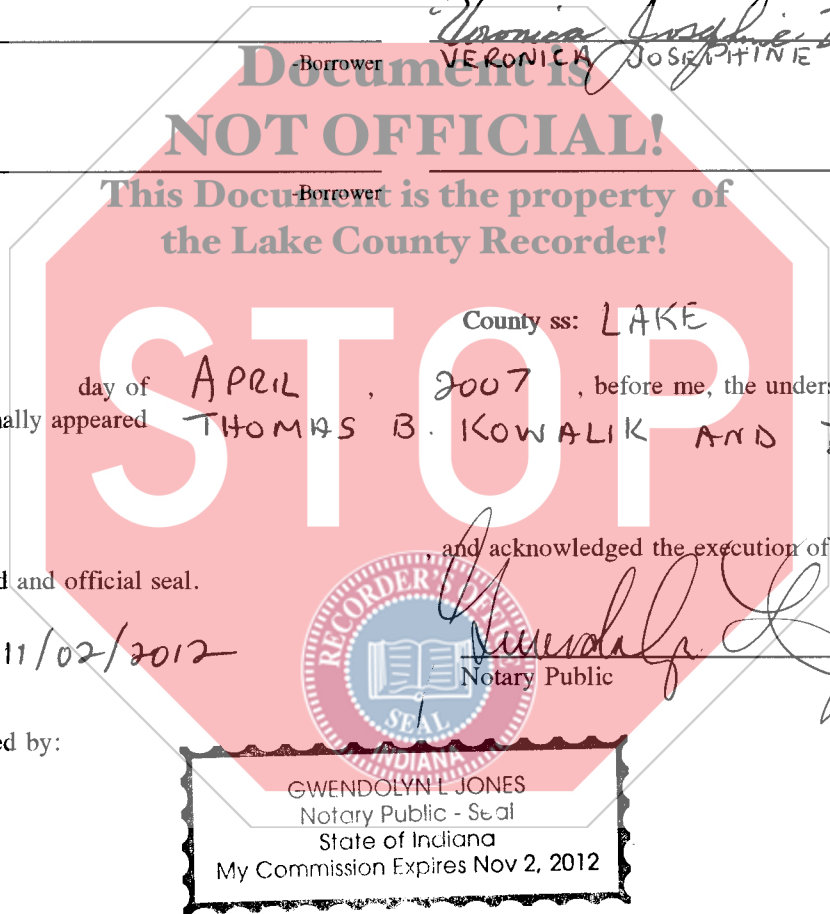 Veronica Josephine
-Borrower VERONICA JOSEPHINE
Document is
NOT OFFICIAL!
-Borrower
This Document is the property of
the Lake County Recorder!
STOP
County ss: LAKE
day of APRIL , 2007 , before me, the unders
ally appeared THOMAS B. KOWALIK AND
, and acknowledged the execution of
d and official seal.
11/02/2012
Notary Public
RECORDER'S OFFICE
SEAL
INDIANA
ed by:
GWENDOLYN L JONES
Notary Public - Seal
State of Indiana
My Commission Expires Nov 2, 2012